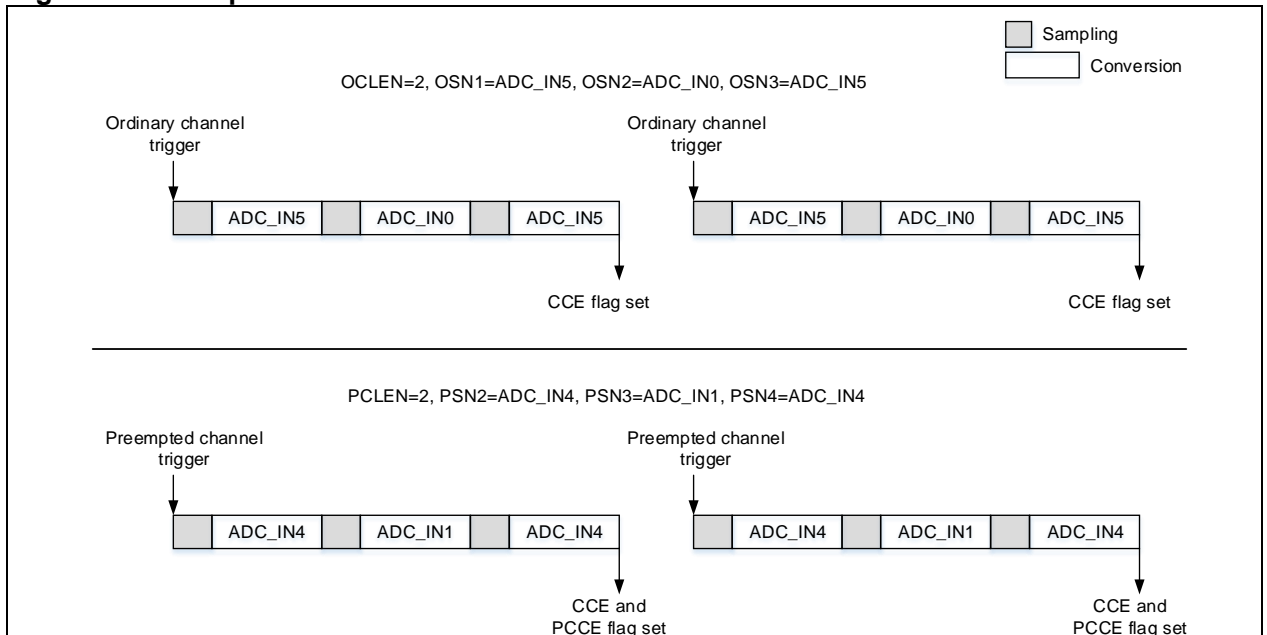 Sampling
Conversion
OCLEN=2, OSN1=ADC_IN5, OSN2=ADC_IN0, OSN3=ADC_IN5
Ordinary channel
trigger
Ordinary channel
trigger
ADC_IN5 ADC_IN0 ADC_IN5
ADC_IN5 ADC_IN0 ADC_IN5
CCE flag set
CCE flag set
PCLEN=2, PSN2=ADC_IN4, PSN3=ADC_IN1, PSN4=ADC_IN4
Preempted channel
trigger
Preempted channel
trigger
ADC_IN4 ADC_IN1 ADC_IN4
ADC_IN4 ADC_IN1 ADC_IN4
CCE and
PCCE flag set
CCE and
PCCE flag set